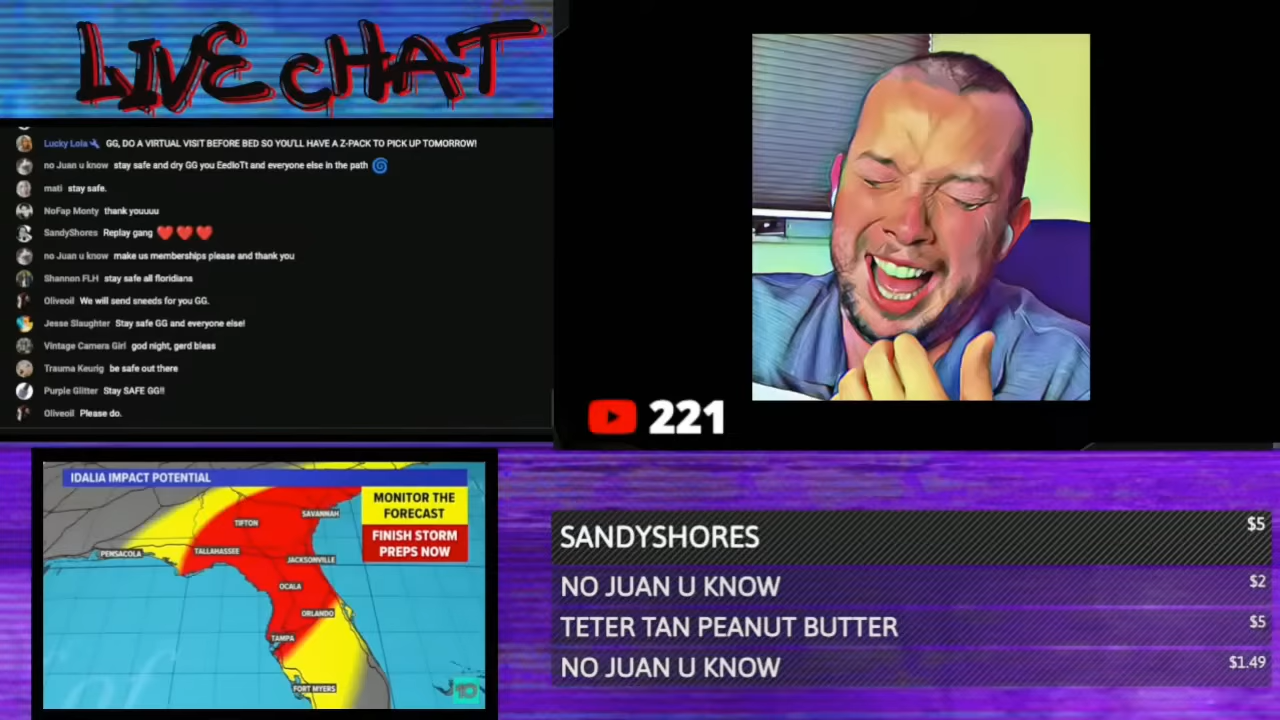 LIVE CHAT
Lucky Lola GG, DO A VIRTUAL VISIT BEFORE BED SO YOU'LL HAVE A Z-PACK TO PICK UP TOMORROW!
no Juan u know stay safe and dry GG you EedioTt and everyone else in the path
mati stay safe.
NoFap Monty thank youuuu
SandyShores Replay gang
no Juan u know make us memberships please and thank you
Shannon FLH stay safe all floridians
Oliveoil We will send sneeds for you GG.
Jesse Slaughter Stay safe GG and everyone else!
Vintage Camera Girl god night, gerd bless
Trauma Keurig be safe out there
Purple Glitter Stay SAFE GG!!
Oliveoil Please do.
221
IDALIA IMPACT POTENTIAL
MONITOR THE
FORECAST
FINISH STORM
PREPS NOW
SAVANNAH
TIFTON
PENSACOLA
TALLAHASSEE
JACKSONVILLE
OCALA
ORLANDO
TAMPA
FORT MYERS
10
of
SANDYSHORES $5
NO JUAN U KNOW $2
TETER TAN PEANUT BUTTER $5
NO JUAN U KNOW $1.49